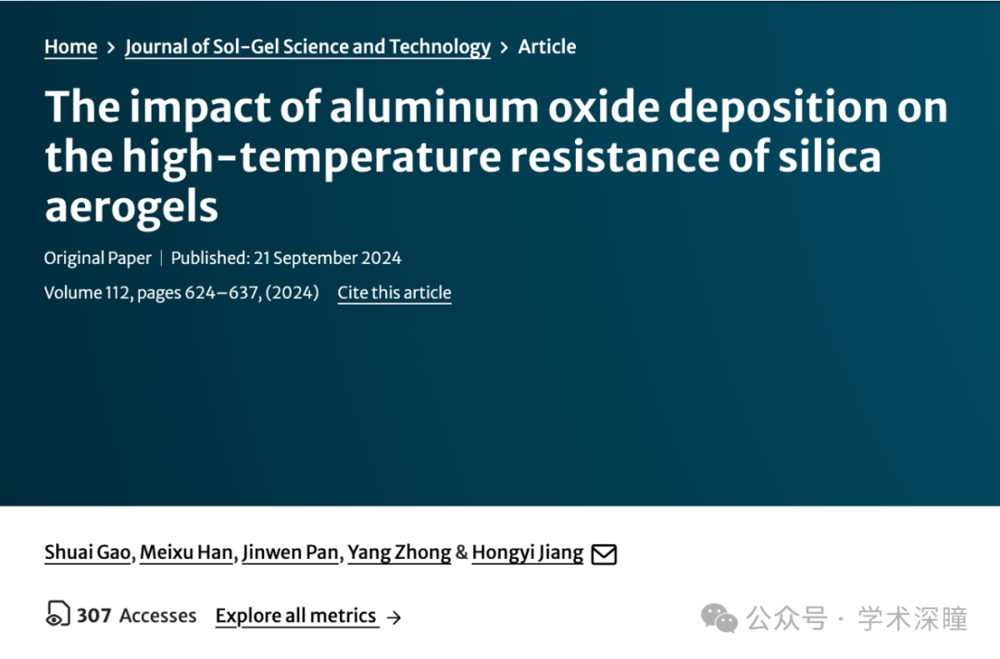 Home > Journal of Sol-Gel Science and Technology > Article
The impact of aluminum oxide deposition on
the high-temperature resistance of silica
aerogels
Original Paper | Published: 21 September 2024
Volume 112, pages 624–637, (2024) Cite this article
Shuai Gao, Meixu Han, Jinwen Pan, Yang Zhong & Hongyi Jiang
307 Accesses Explore all metrics →
公众号 · 学术深瞳